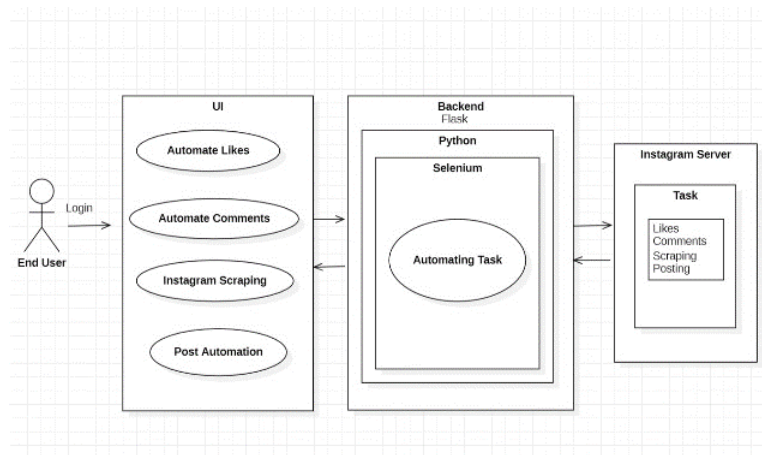 Login
End User
UI
Automate Likes
Automate Comments
Instagram Scraping
Post Automation
Backend
Flask
Python
Selenium
Automating Task
Instagram Server
Task
Likes
Comments
Scraping
Posting